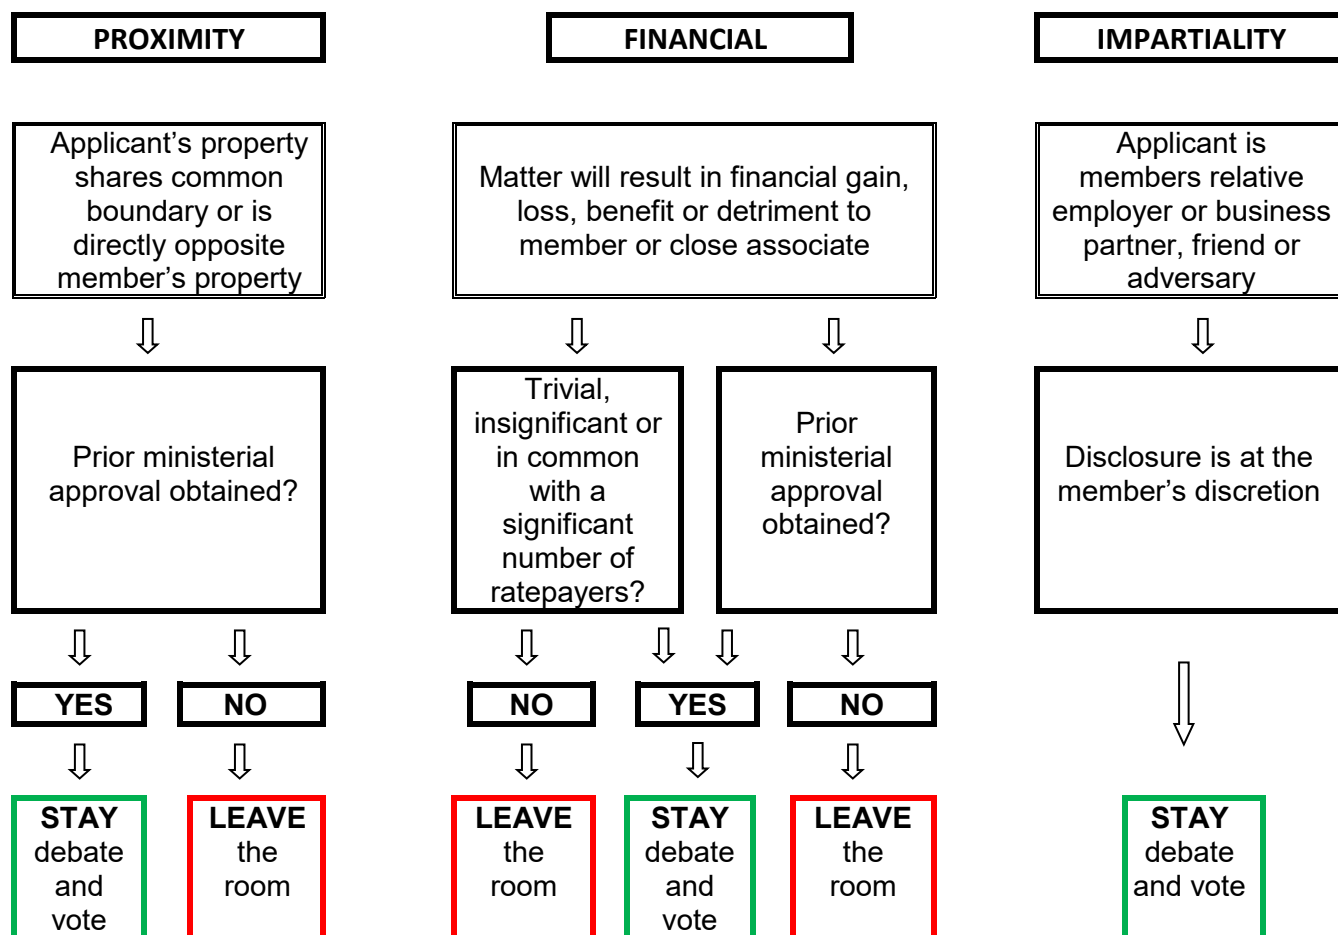 PROXIMITY
FINANCIAL
IMPARTIALITY
Applicant’s property
shares common
boundary or is
directly opposite
member’s property
Matter will result in financial gain,
loss, benefit or detriment to
member or close associate
Applicant is
members relative
employer or business
partner, friend or
adversary
Prior ministerial
approval obtained?
Trivial,
insignificant or
in common
with a
significant
number of
ratepayers?
Prior
ministerial
approval
obtained?
Disclosure is at the
member’s discretion
YES
NO
NO
YES
NO
STAY
debate
and
vote
LEAVE
the
room
LEAVE
the
room
STAY
debate
and
vote
LEAVE
the
room
STAY
debate
and vote